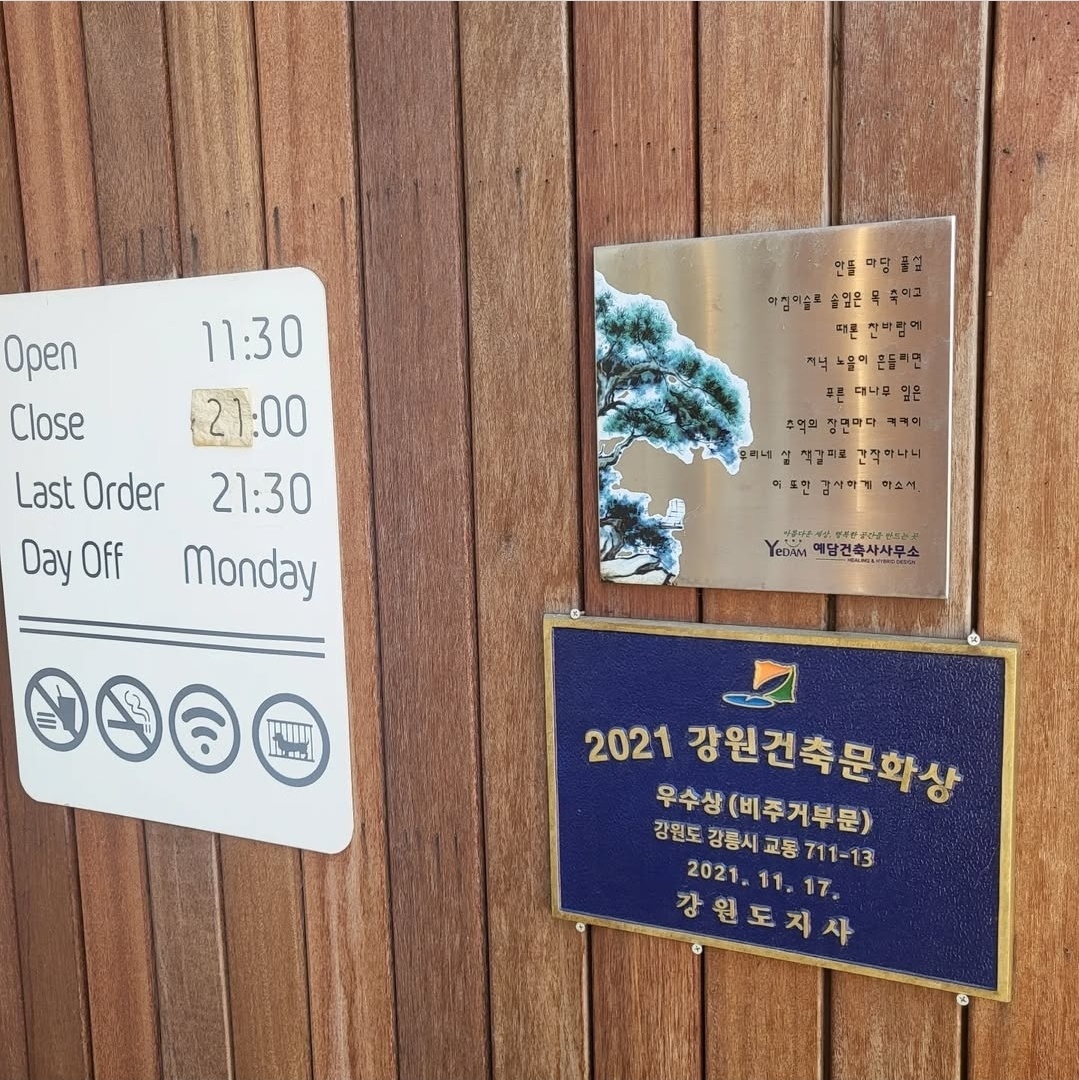 Open 11:30
Close 21:00
Last Order 21:30
Day Off Monday
안뜰 마당 풀섶
아침이슬로 솔잎은 목 축이고
때론 찬바람에
저녁 노을이 흔들리면
푸른 대나무 잎은
추억의 장면마다 켜켜이
우리네 삶 책갈피로 간직하나니
이 또한 감사하게 하소서.
아름다운 세상, 행복한 공간을 만드는 곳
YeDAM 예담건축사사무소
HEALING & HYBRID DESIGN
2021 강원건축문화상
우수상(비주거부문)
강원도 강릉시 교동 711-13
2021. 11. 17.
강원도지사